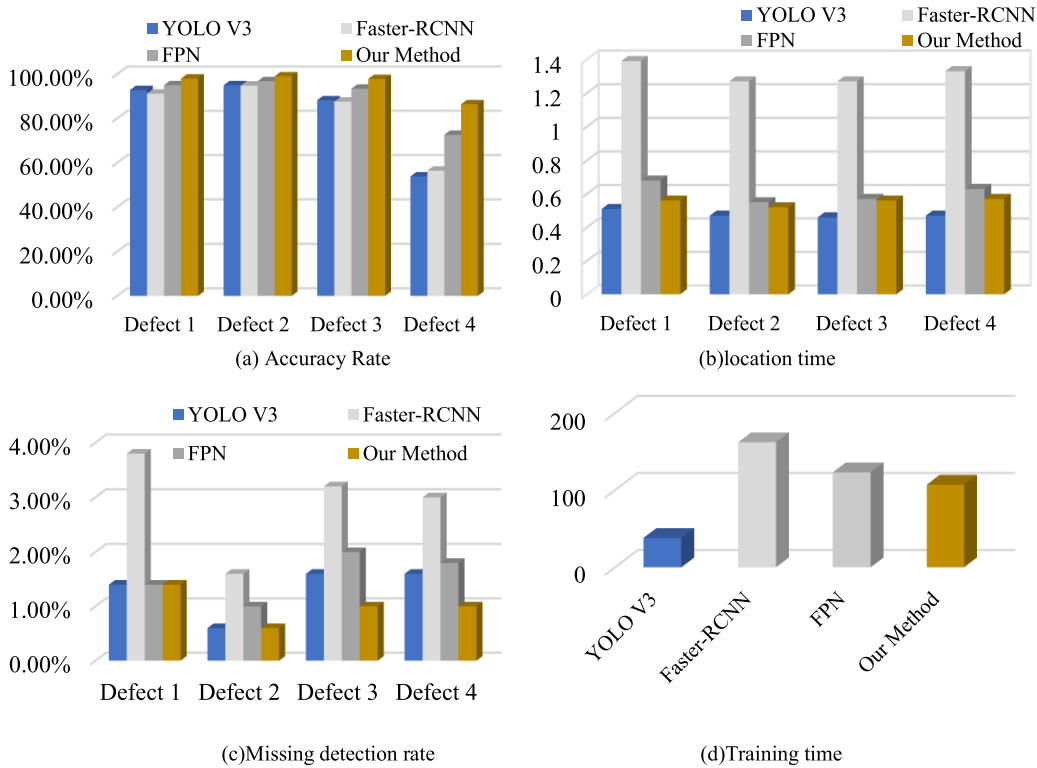 YOLO V3 Faster-RCNN
FPN Our Method
100.00%
80.00%
60.00%
40.00%
20.00%
0.00%
Defect 1 Defect 2 Defect 3 Defect 4
(a) Accuracy Rate
YOLO V3 Faster-RCNN
FPN Our Method
1.4
1.2
1
0.8
0.6
0.4
0.2
0
Defect 1 Defect 2 Defect 3 Defect 4
(b)location time
YOLO V3 Faster-RCNN
FPN Our Method
4.00%
3.00%
2.00%
1.00%
0.00%
Defect 1 Defect 2 Defect 3 Defect 4
(c)Missing detection rate
200
100
0
YOLO V3
Faster-RCNN
FPN
Our Method
(d)Training time